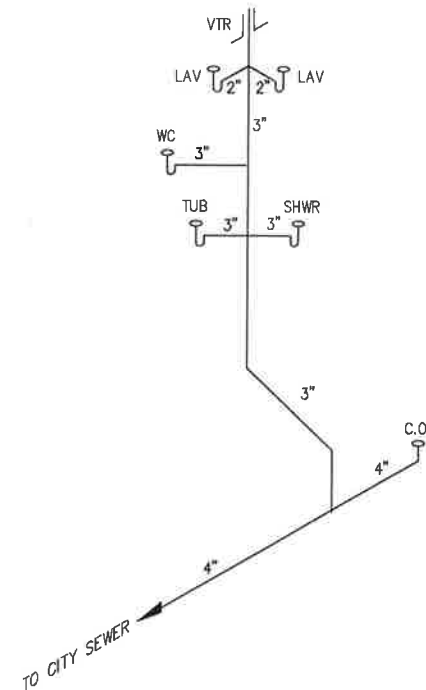 VTR
LAV
LAV
2"
2"
3"
WC
3"
TUB
SHWR
3"
3"
3"
C.O
4"
4"
TO CITY SEWER